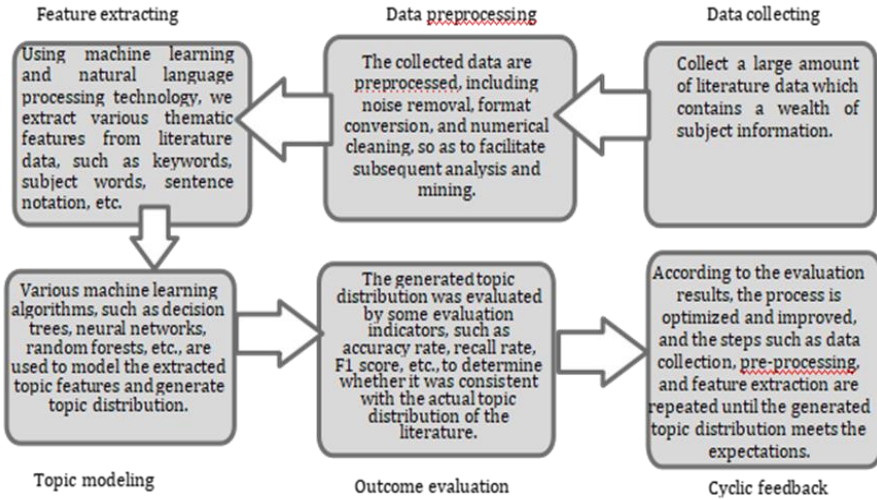 Feature extracting
Data preprocessing
Data collecting
Using machine learning
and natural language
processing technology, we
extract various thematic
features from literature
data, such as keywords,
subject words, sentence
notation, etc.
The collected data are
preprocessed, including
noise removal, format
conversion, and numerical
cleaning, so as to facilitate
subsequent analysis and
mining.
Collect a large amount
of literature data which
contains a wealth of
subject information.
Various machine learning
algorithms, such as decision
trees, neural networks,
random forests, etc., are
used to model the extracted
topic features and generate
topic distribution.
The generated topic
distribution was evaluated
by some evaluation
indicators, such as
accuracy rate, recall rate,
F1 score, etc., to determine
whether it was consistent
with the actual topic
distribution of the
literature.
According to the evaluation
results, the process is
optimized and improved,
and the steps such as data
collection, pre-processing,
and feature extraction are
repeated until the generated
topic distribution meets the
expectations.
Topic modeling
Outcome evaluation
Cyclic feedback